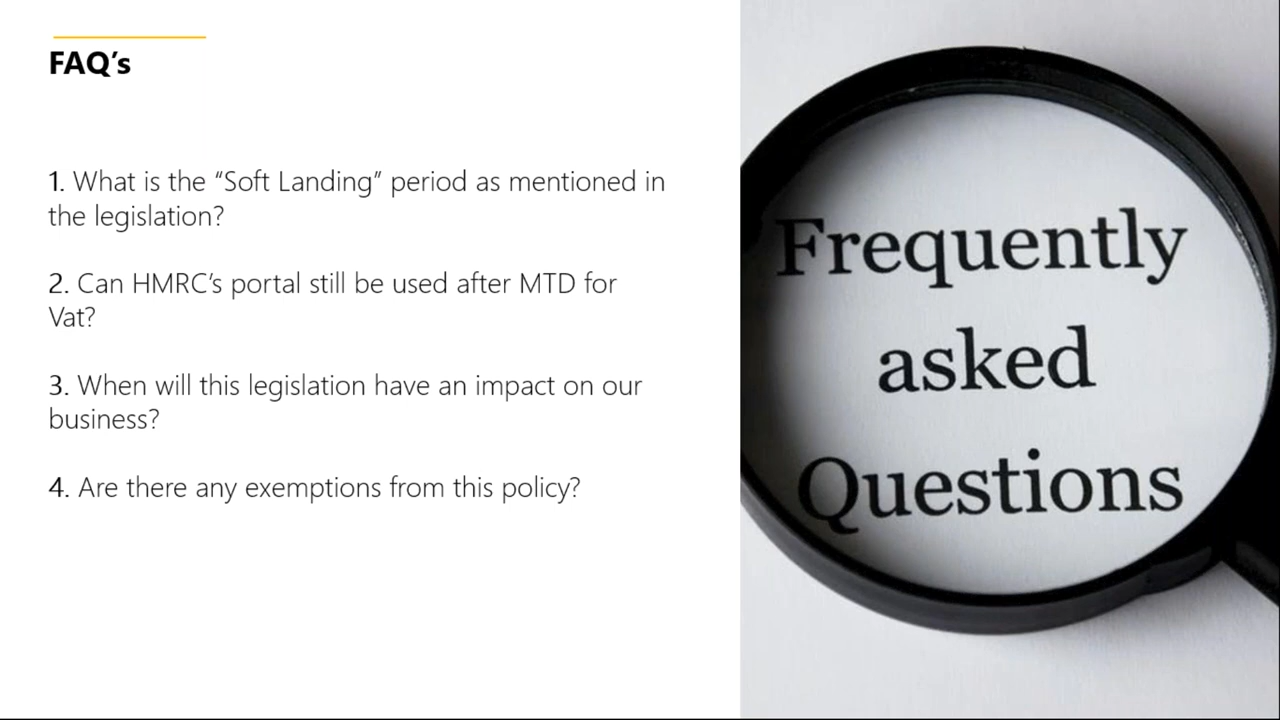 FAQ’s
1. What is the “Soft Landing” period as mentioned in
the legislation?
2. Can HMRC’s portal still be used after MTD for
Vat?
3. When will this legislation have an impact on our
business?
4. Are there any exemptions from this policy?
Frequently
asked
Questions